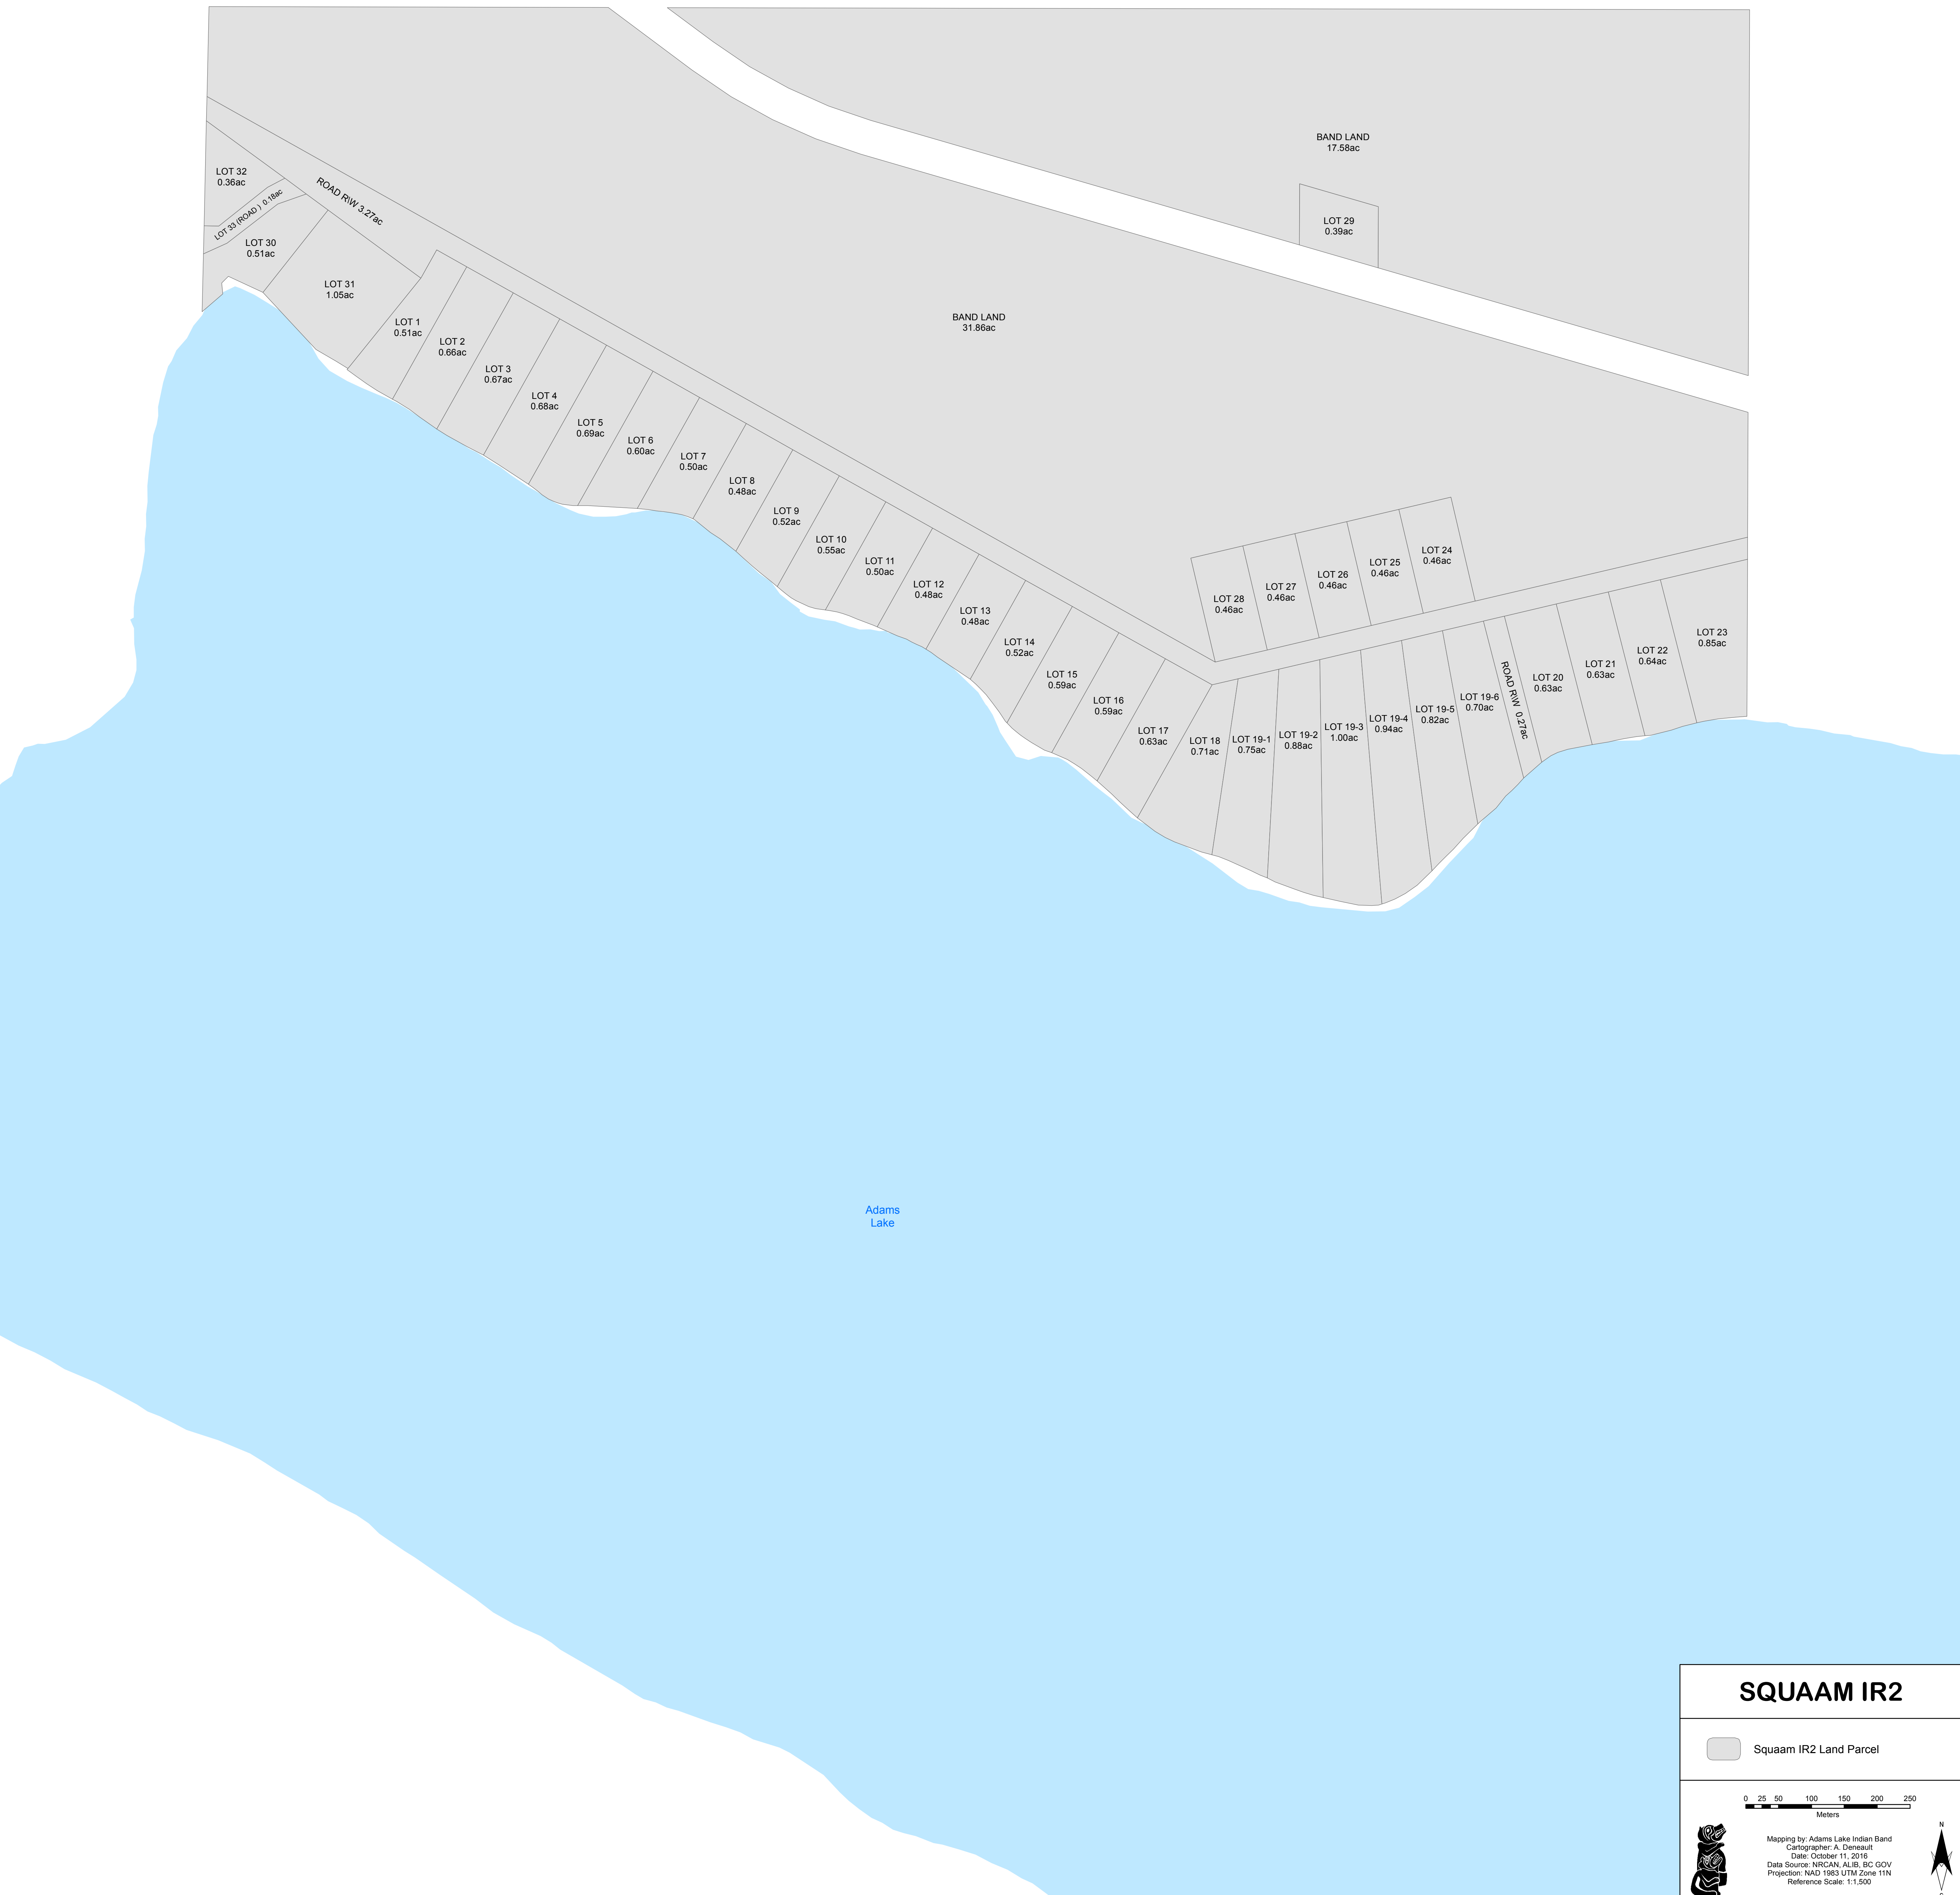 BAND LAND
17.58ac
LOT 32
0.36ac
LOT 33 (ROAD ) 0.18ac
ROAD R\W 3.27ac
LOT 29
0.39ac
LOT 30
0.51ac
LOT 31
1.05ac
BAND LAND
31.86ac
LOT 1
0.51ac
LOT 2
0.66ac
LOT 3
0.67ac
LOT 4
0.68ac
LOT 5
0.69ac
LOT 6
0.60ac
LOT 7
0.50ac
LOT 8
0.48ac
LOT 9
0.52ac
LOT 10
0.55ac
LOT 11
0.50ac
LOT 12
0.48ac
LOT 13
0.48ac
LOT 14
0.52ac
LOT 15
0.59ac
LOT 16
0.59ac
LOT 17
0.63ac
LOT 18
0.71ac
LOT 19-1
0.75ac
LOT 19-2
0.88ac
LOT 19-3
1.00ac
LOT 19-4
0.94ac
LOT 19-5
0.82ac
LOT 19-6
0.70ac
ROAD R\W 0.27ac
LOT 20
0.63ac
LOT 21
0.63ac
LOT 22
0.64ac
LOT 23
0.85ac
LOT 28
0.46ac
LOT 27
0.46ac
LOT 26
0.46ac
LOT 25
0.46ac
LOT 24
0.46ac
Adams
Lake
SQUAAM IR2
Squaam IR2 Land Parcel
0 25 50 100 150 200 250
Meters
N
Mapping by: Adams Lake Indian Band
Cartographer: A. Deneault
Date: October 11, 2016
Data Source: NRCAN, ALIB, BC GOV
Projection: NAD 1983 UTM Zone 11N
Reference Scale: 1:1,500